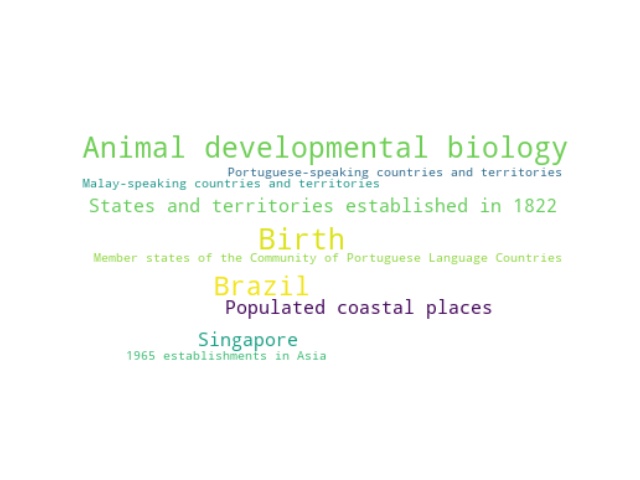 Animal developmental biology
Portuguese-speaking countries and territories
Malay-speaking countries and territories
States and territories established in 1822
Birth
Member states of the Community of Portuguese Language Countries
Brazil
Populated coastal places
Singapore
1965 establishments in Asia